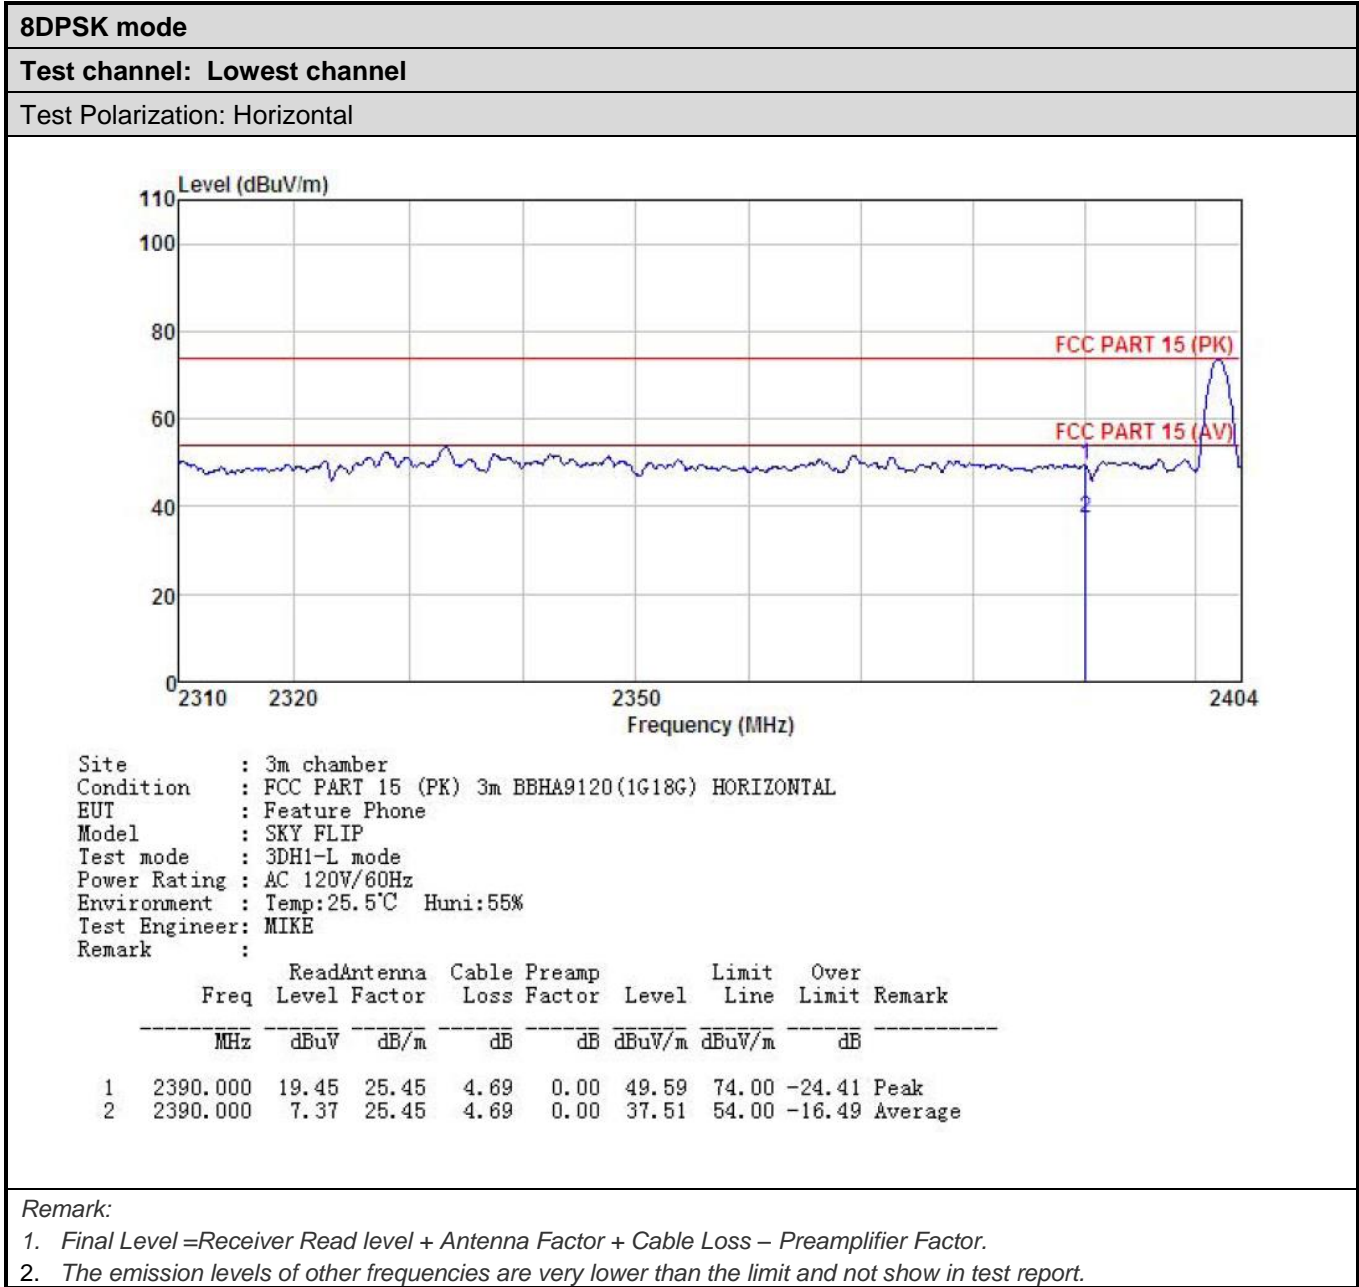 8DPSK mode
Test channel: Lowest channel
Test Polarization: Horizontal
Level (dBuV/m)
110
100
80
FCC PART 15 (PK)
60
FCC PART 15 (AV)
1
40
2
20
0
2310 2320 2350 2404
Frequency (MHz)
Site : 3m chamber
Condition : FCC PART 15 (PK) 3m BBHA9120(1G18G) HORIZONTAL
EUT : Feature Phone
Model : SKY FLIP
Test mode : 3DH1-L mode
Power Rating : AC 120V/60Hz
Environment : Temp:25.5℃ Huni:55%
Test Engineer: MIKE
Remark :
ReadAntenna Cable Preamp Limit Over
Freq Level Factor Loss Factor Level Line Limit Remark
MHz dBuV dB/m dB dB dBuV/m dBuV/m dB
1 2390.000 19.45 25.45 4.69 0.00 49.59 74.00 -24.41 Peak
2 2390.000 7.37 25.45 4.69 0.00 37.51 54.00 -16.49 Average
Remark:
1. Final Level =Receiver Read level + Antenna Factor + Cable Loss – Preamplifier Factor.
2. The emission levels of other frequencies are very lower than the limit and not show in test report.